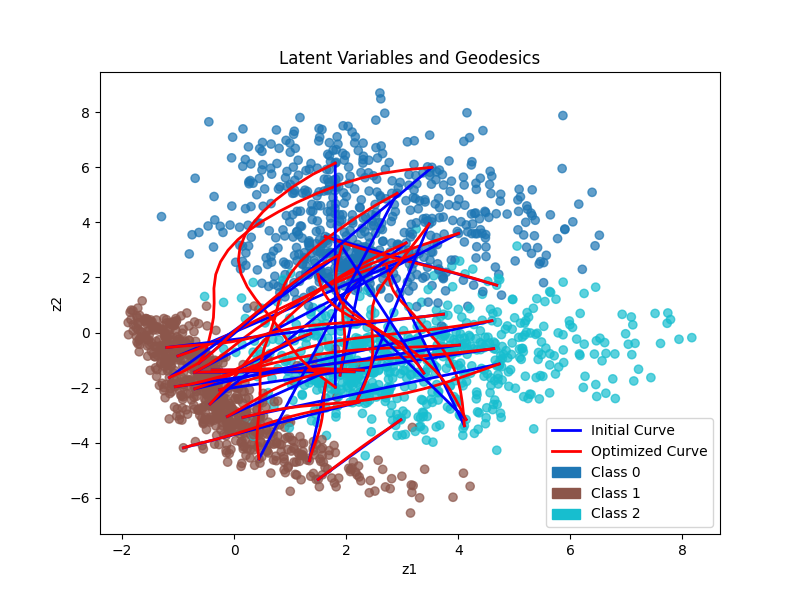 Latent Variables and Geodesics
z2
8
6
4
2
0
−2
−4
−6
−2
0
2
4
6
8
z1
Initial Curve
Optimized Curve
Class 0
Class 1
Class 2